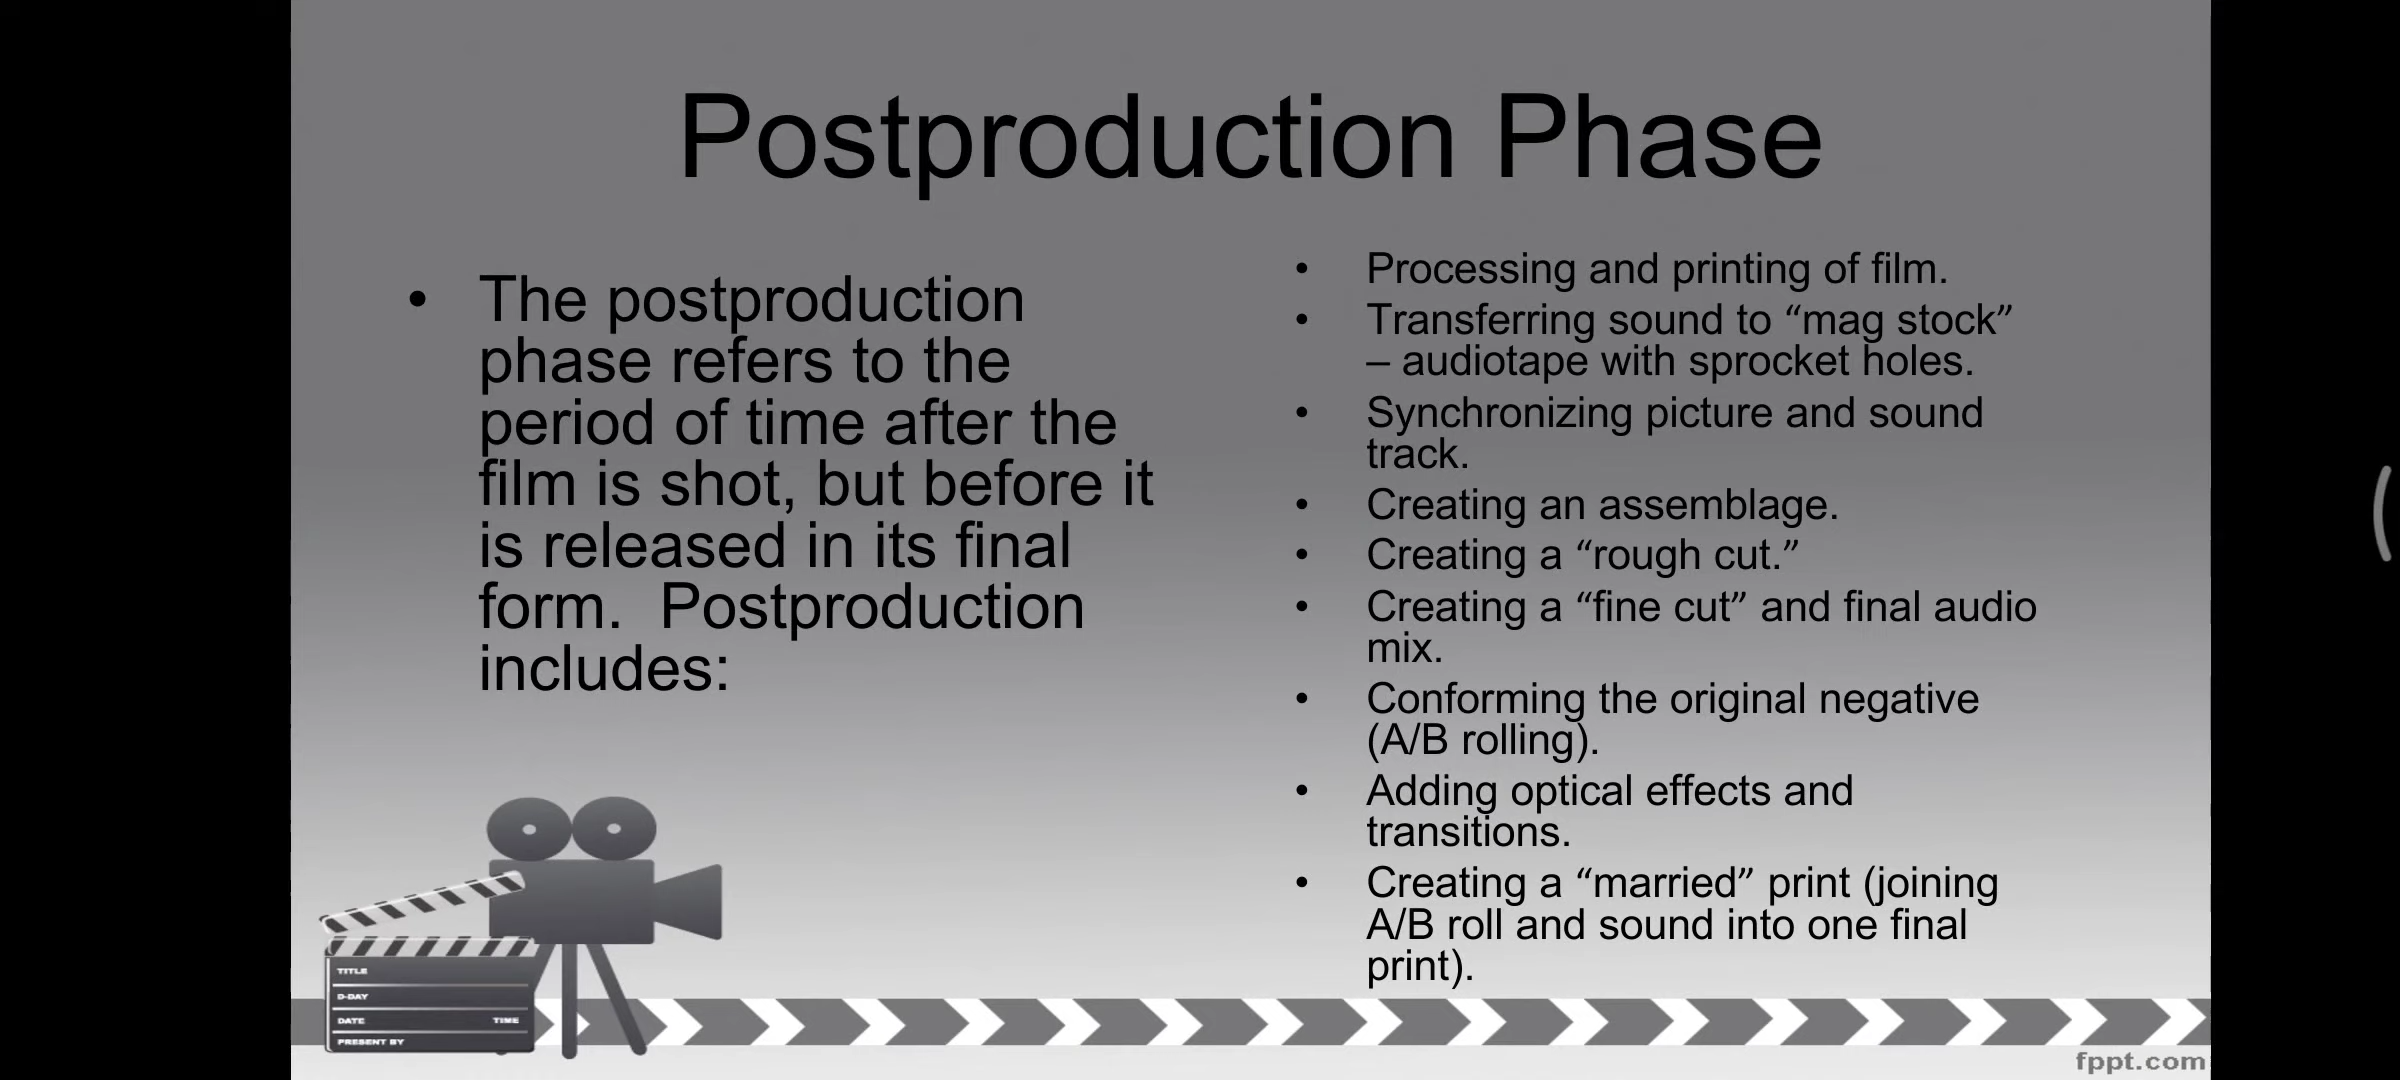 Postproduction Phase
• The postproduction
phase refers to the
period of time after the
film is shot, but before it
is released in its final
form.  Postproduction
includes:
• Processing and printing of film.
• Transferring sound to “mag stock”
– audiotape with sprocket holes.
• Synchronizing picture and sound
track.
• Creating an assemblage.
• Creating a “rough cut.”
• Creating a “fine cut” and final audio
mix.
• Conforming the original negative
(A/B rolling).
• Adding optical effects and
transitions.
• Creating a “married” print (joining
A/B roll and sound into one final
print).
TITLE
D-DAY
DATE TIME
PRESENT BY
fppt.com